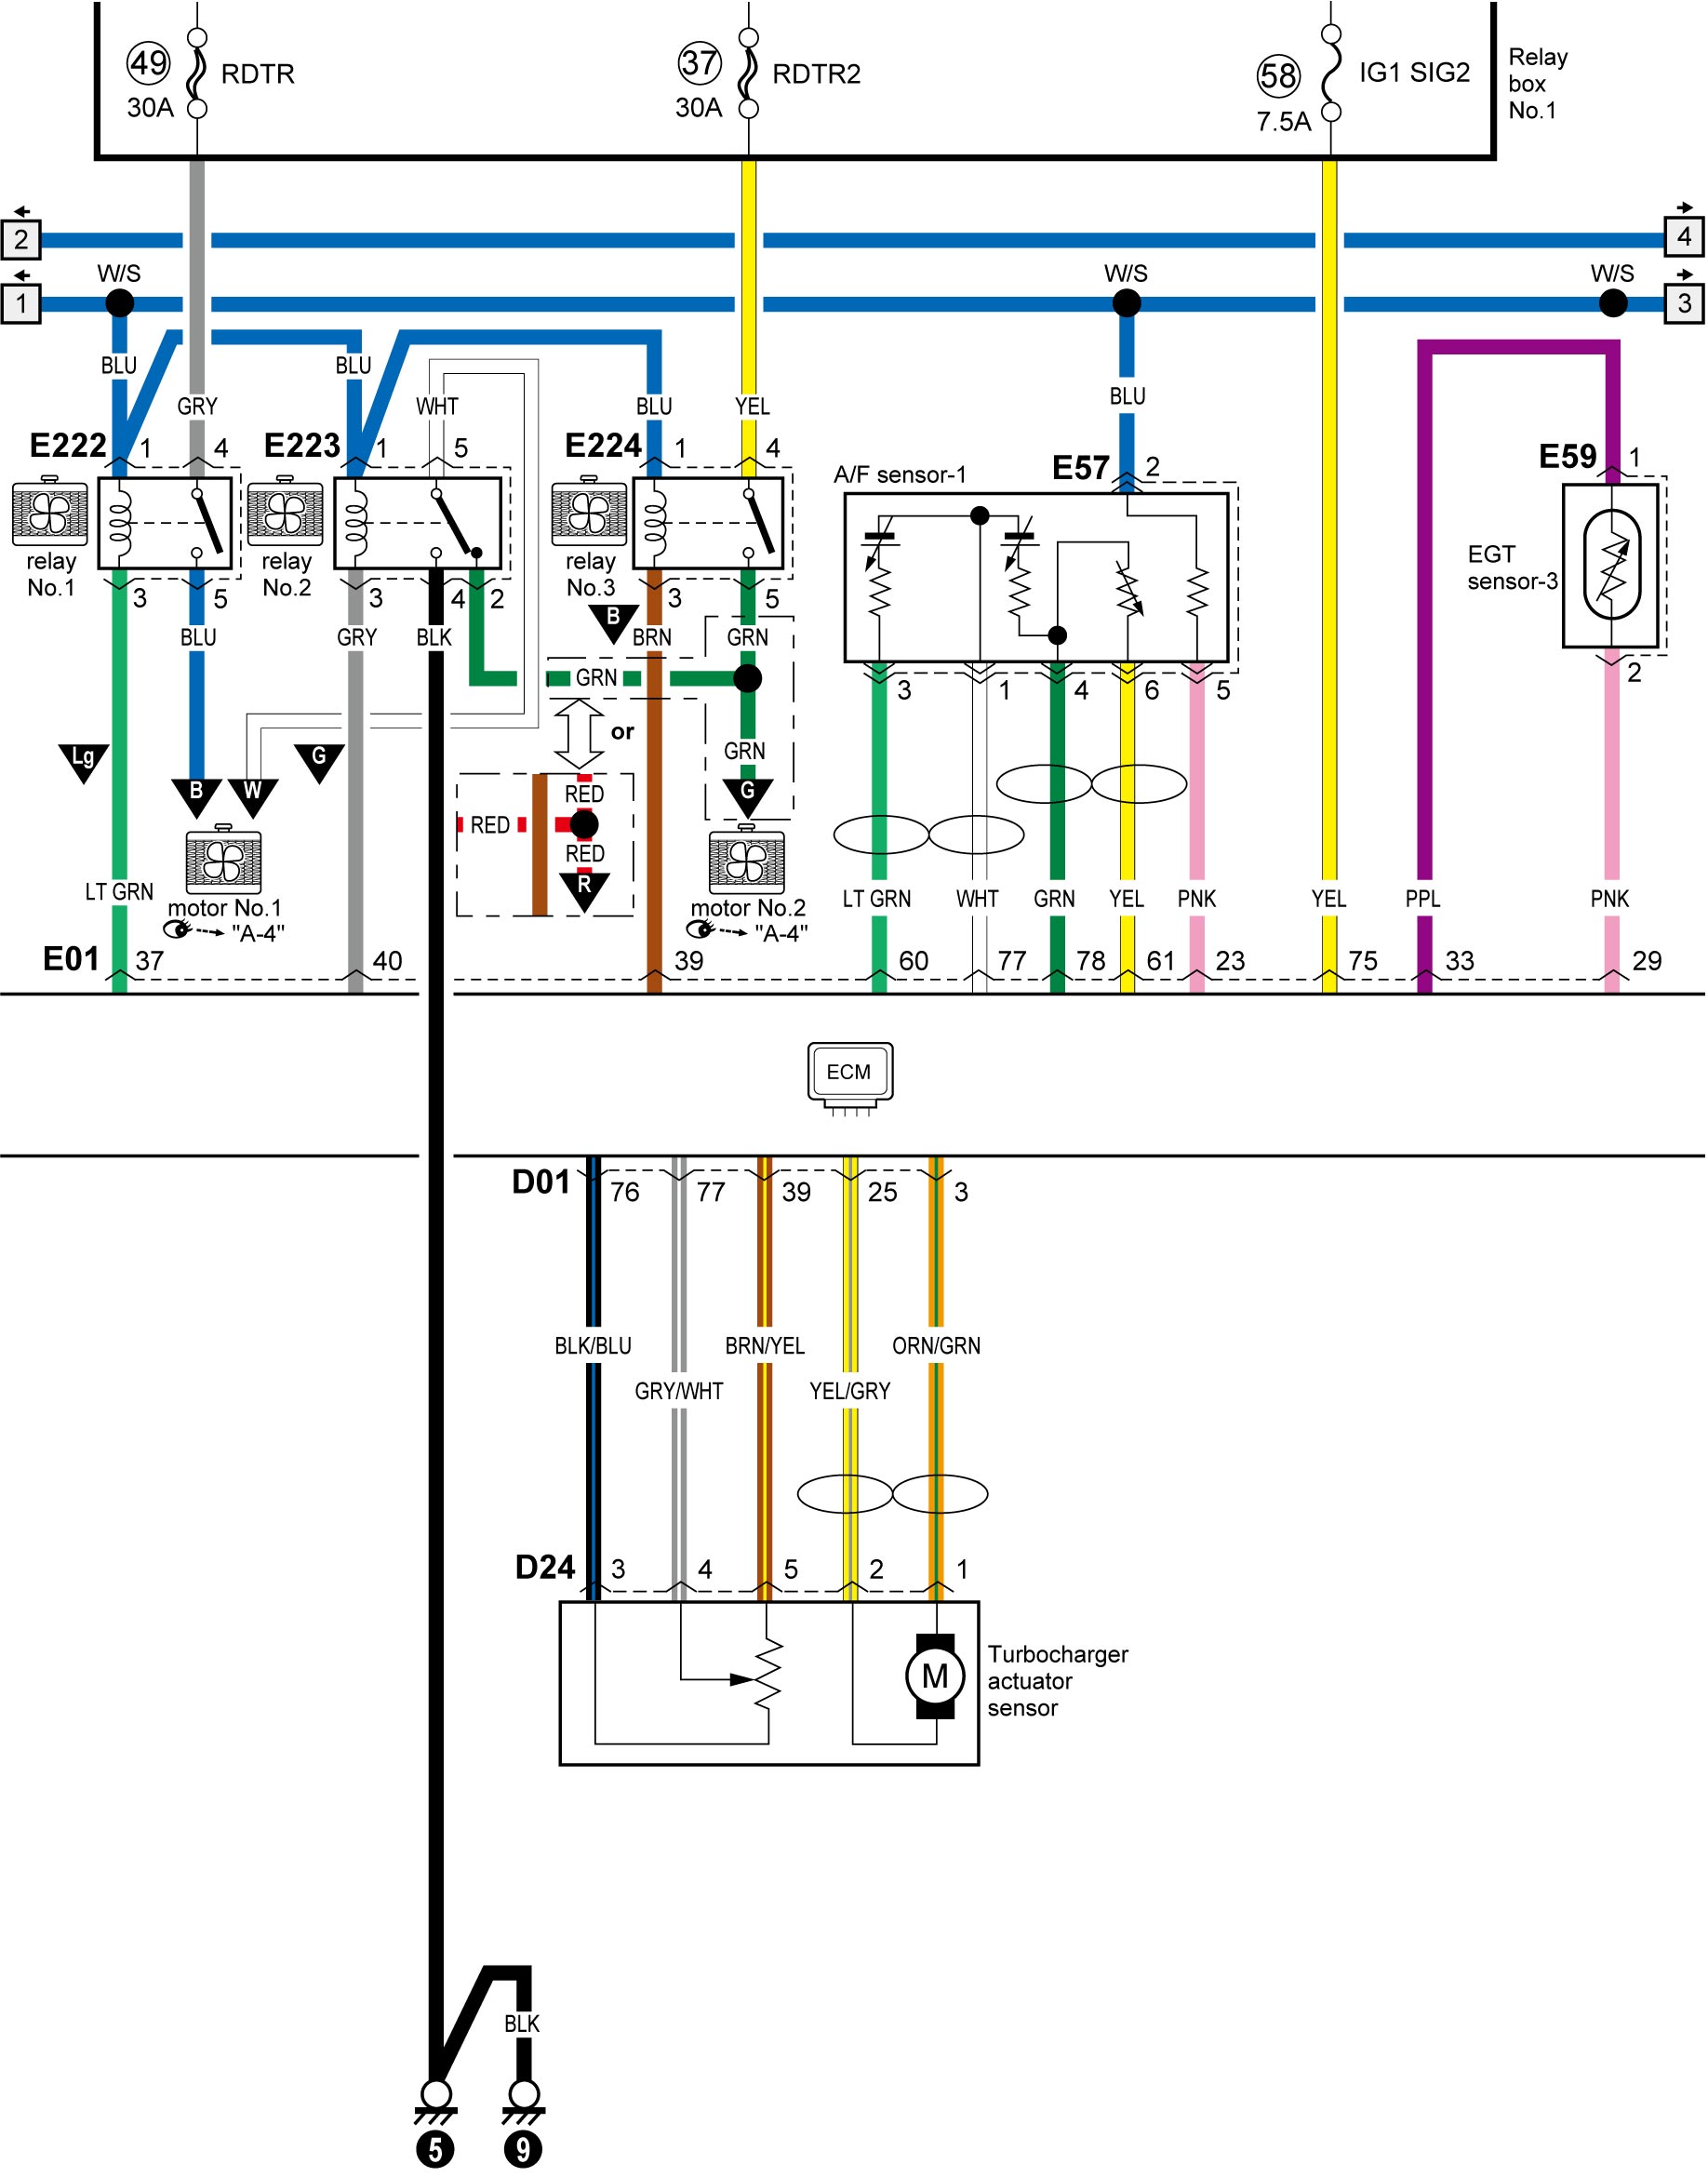 49
30A
RDTR
37
30A
RDTR2
58
7.5A
IG1 SIG2
Relay
box
No.1
2
4
W/S
W/S
W/S
1
3
BLU
GRY
BLU
WHT
BLU
YEL
BLU
E222
1
4
E223
1
5
E224
1
4
A/F sensor-1
E57
2
E59
1
relay
No.1
relay
No.2
relay
No.3
EGT
sensor-3
3
5
3
4
2
3
5
B
BLU
GRY
BLK
BRN
GRN
GRN
3
1
4
6
5
2
or
GRN
Lg
B
W
G
RED
G
RED
RED
R
LT GRN
motor No.1
"A-4"
motor No.2
"A-4"
LT GRN
WHT
GRN
YEL
PNK
YEL
PPL
PNK
E01
37
40
39
60
77
78
61
23
75
33
29
ECM
D01
76
77
39
25
3
BLK/BLU
BRN/YEL
ORN/GRN
GRY/WHT
YEL/GRY
D24
3
4
5
2
1
M
Turbocharger
actuator
sensor
BLK
5
9